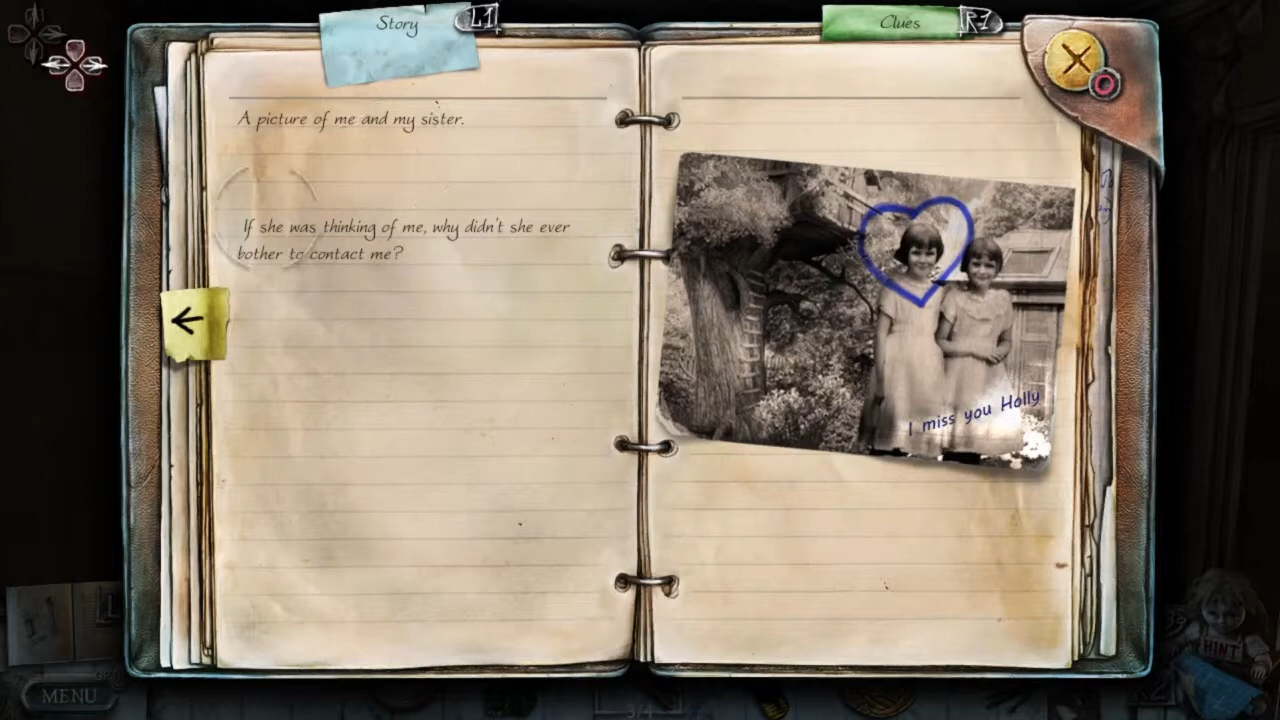 Story
L1
Clues
R1
A picture of me and my sister.
If she was thinking of me, why didn't she ever
bother to contact me?
I miss you Holly
HINT
MENU
R2